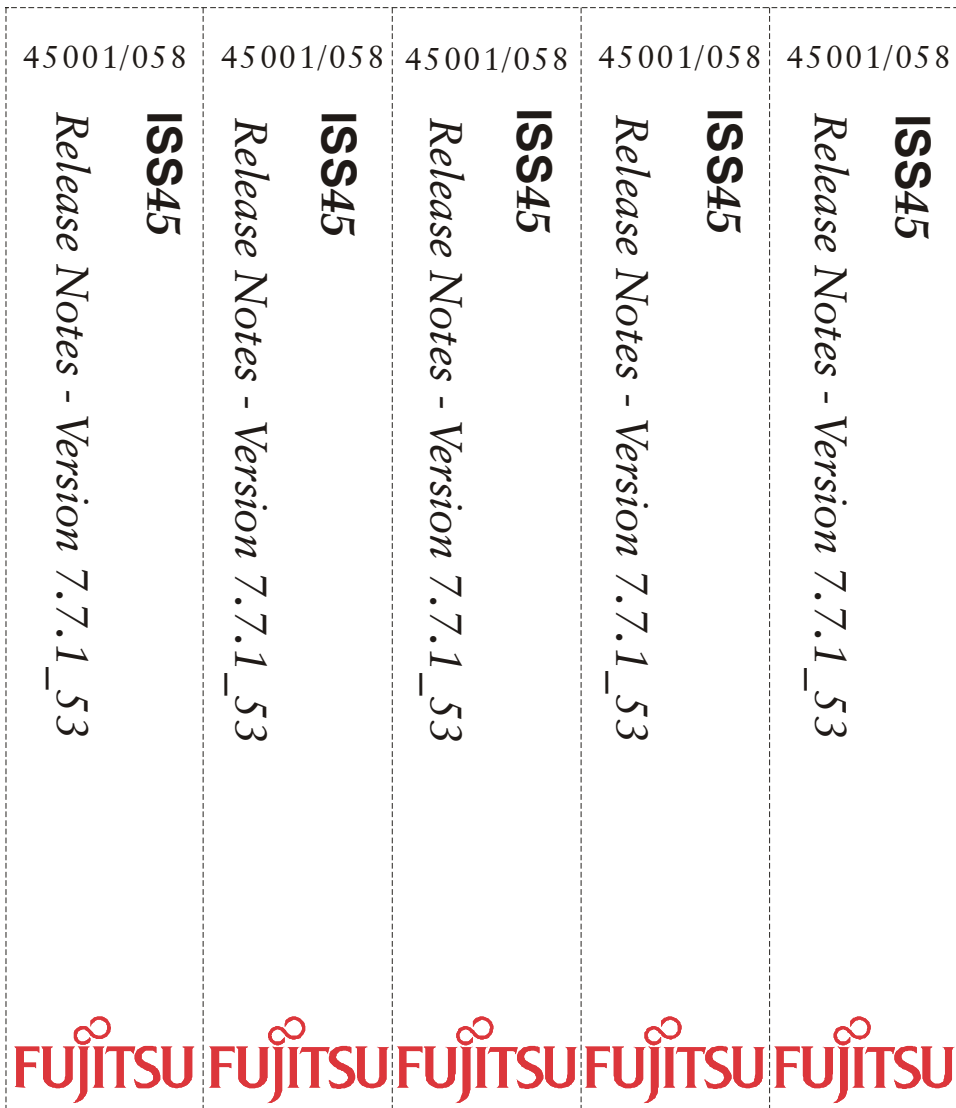 45001/058
ISS45
Release Notes - Version 7.7.1_53
FUJITSU
45001/058
ISS45
Release Notes - Version 7.7.1_53
FUJITSU
45001/058
ISS45
Release Notes - Version 7.7.1_53
FUJITSU
45001/058
ISS45
Release Notes - Version 7.7.1_53
FUJITSU
45001/058
ISS45
Release Notes - Version 7.7.1_53
FUJITSU